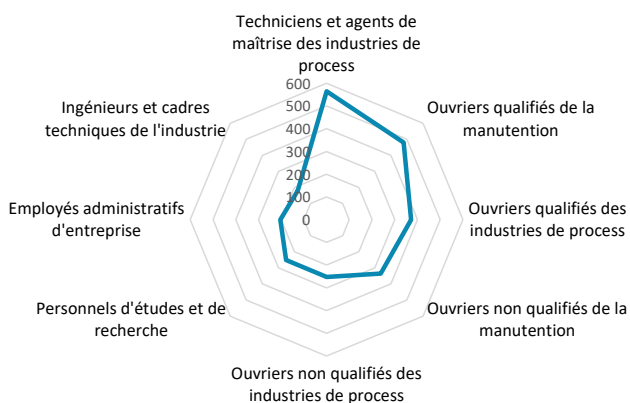 Techniciens et agents de
maîtrise des industries de
process
600
500
400
300
200
100
0
Ouvriers qualifiés de la
manutention
Ouvriers qualifiés des
industries de process
Ouvriers non qualifiés de la
manutention
Ouvriers non qualifiés des
industries de process
Personnels d'études et de
recherche
Employés administratifs
d'entreprise
Ingénieurs et cadres
techniques de l'industrie